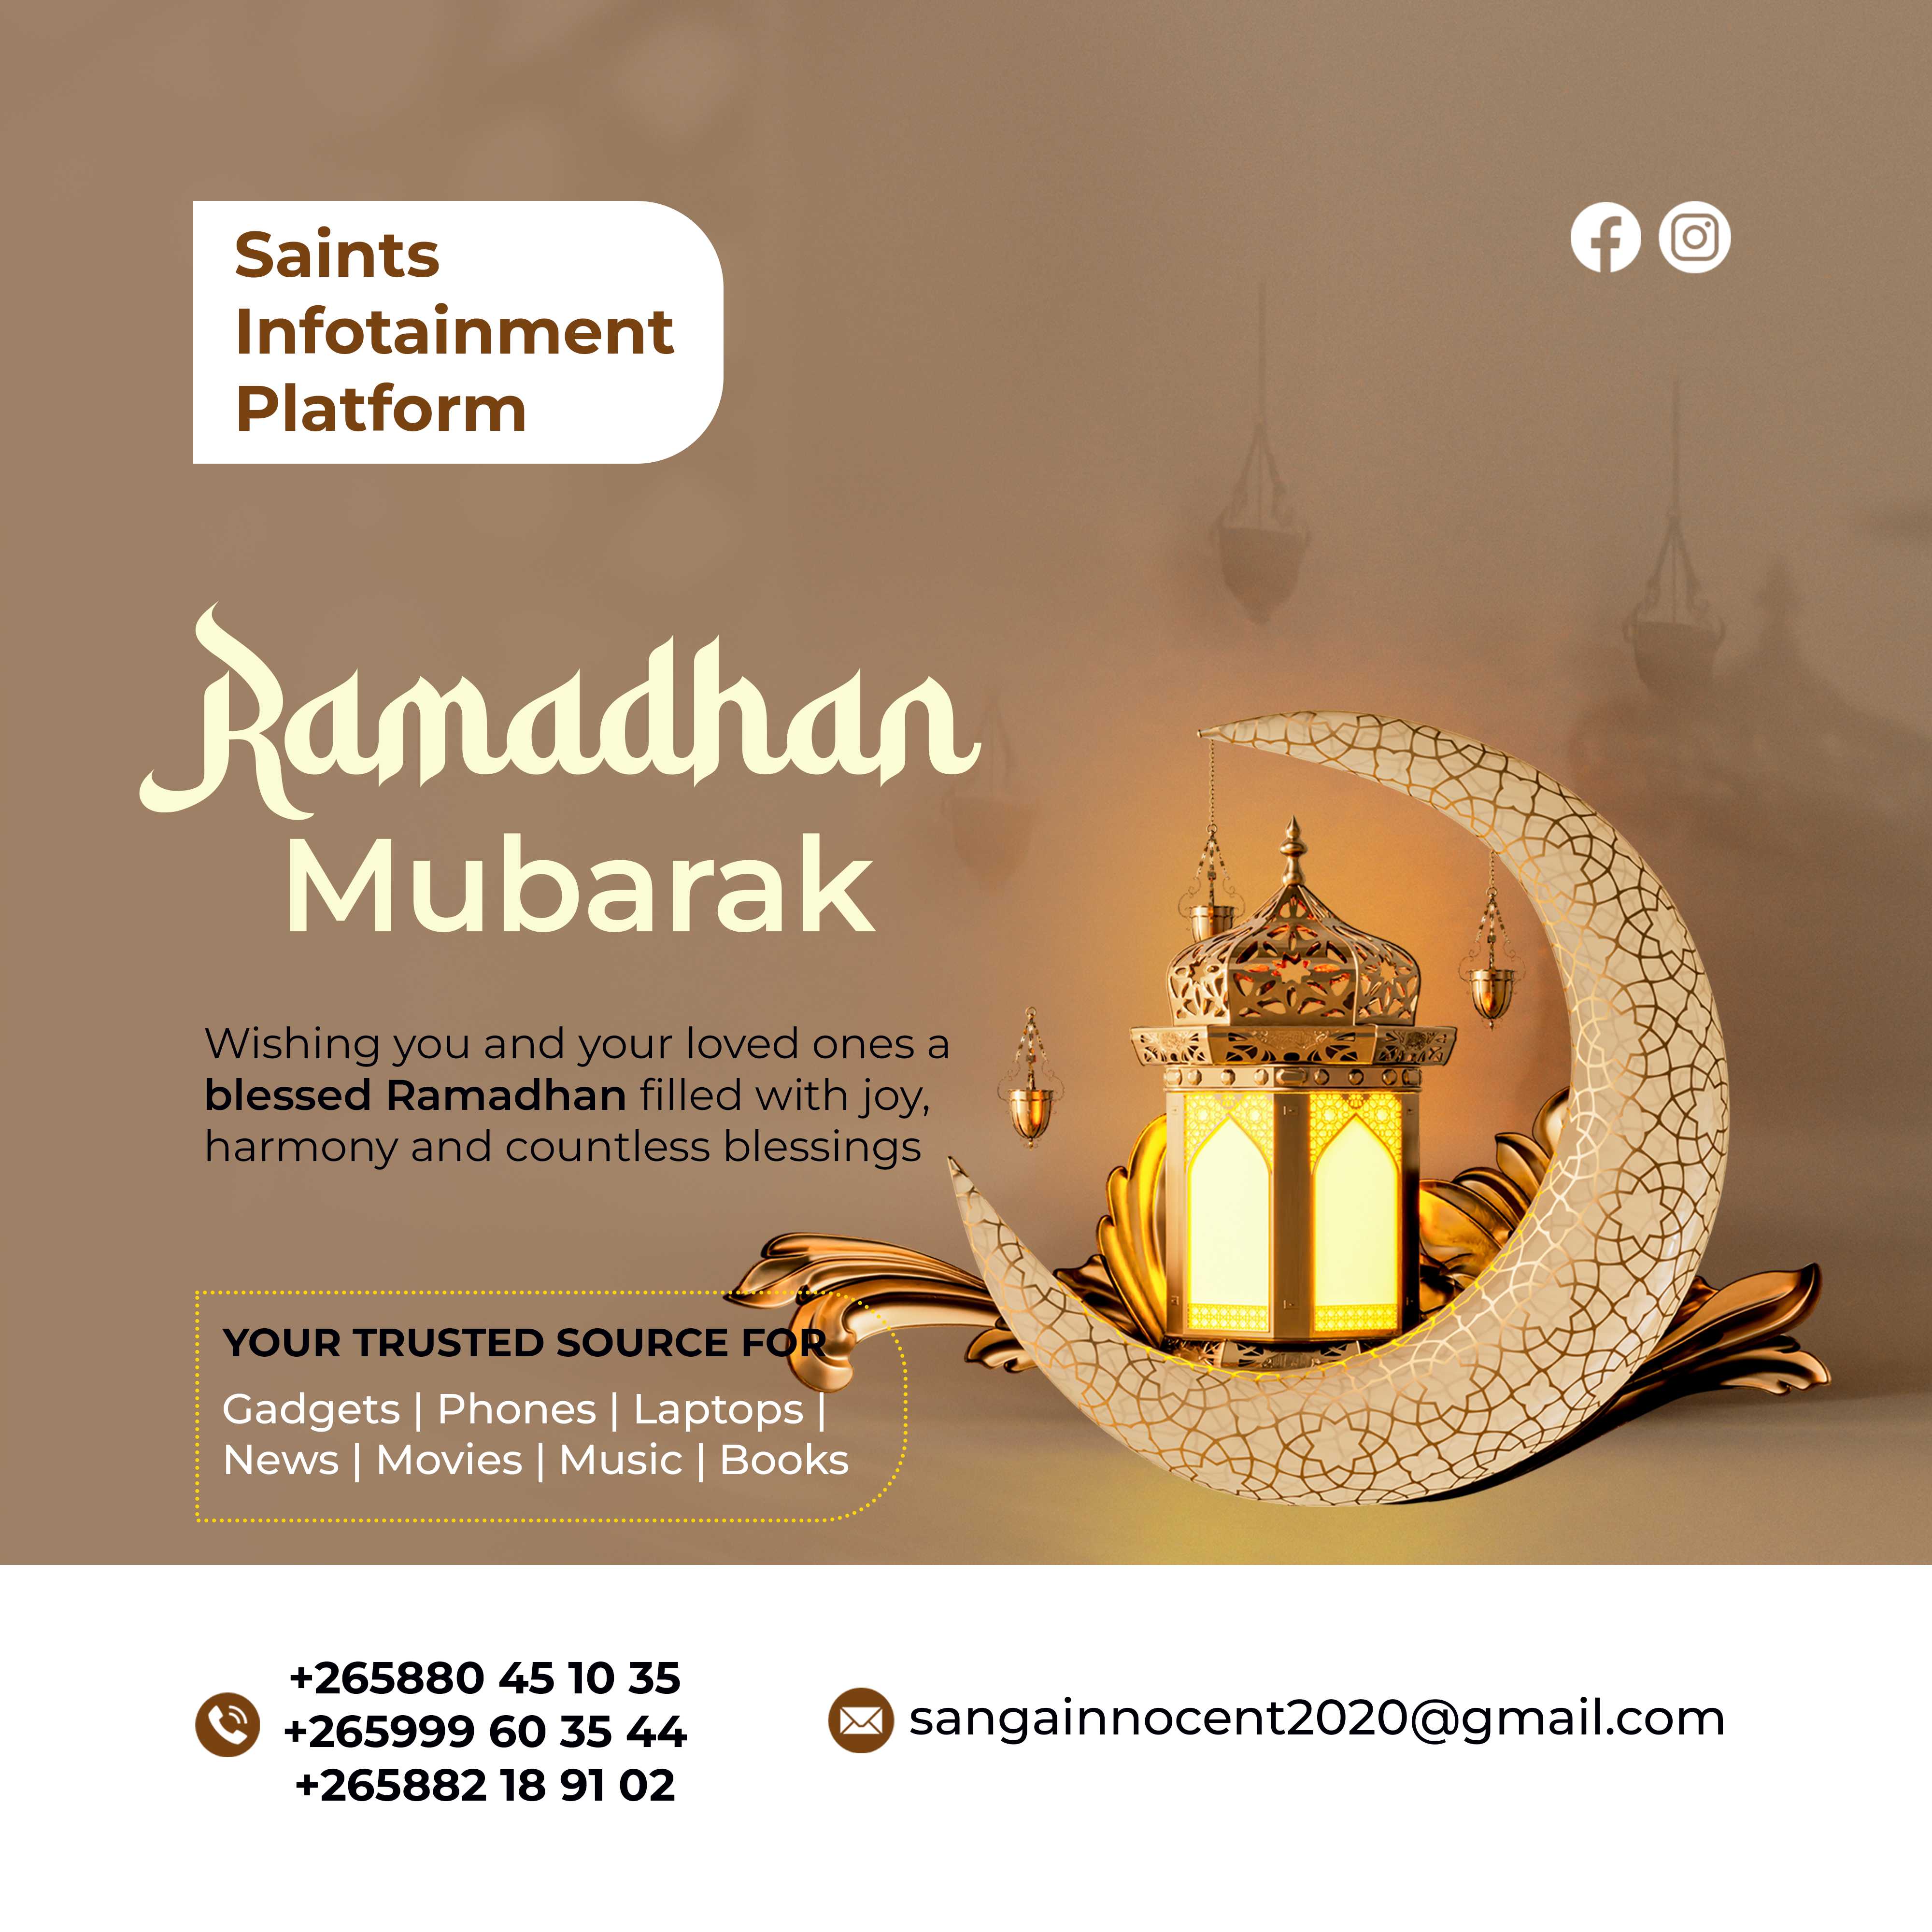 Saints
Infotainment
Platform
Ramadhan
Mubarak
Wishing you and your loved ones a
blessed Ramadhan filled with joy,
harmony and countless blessings
YOUR TRUSTED SOURCE FOR
Gadgets | Phones | Laptops |
News | Movies | Music | Books
+265880 45 10 35
+265999 60 35 44
+265882 18 91 02
sangainnocent2020@gmail.com